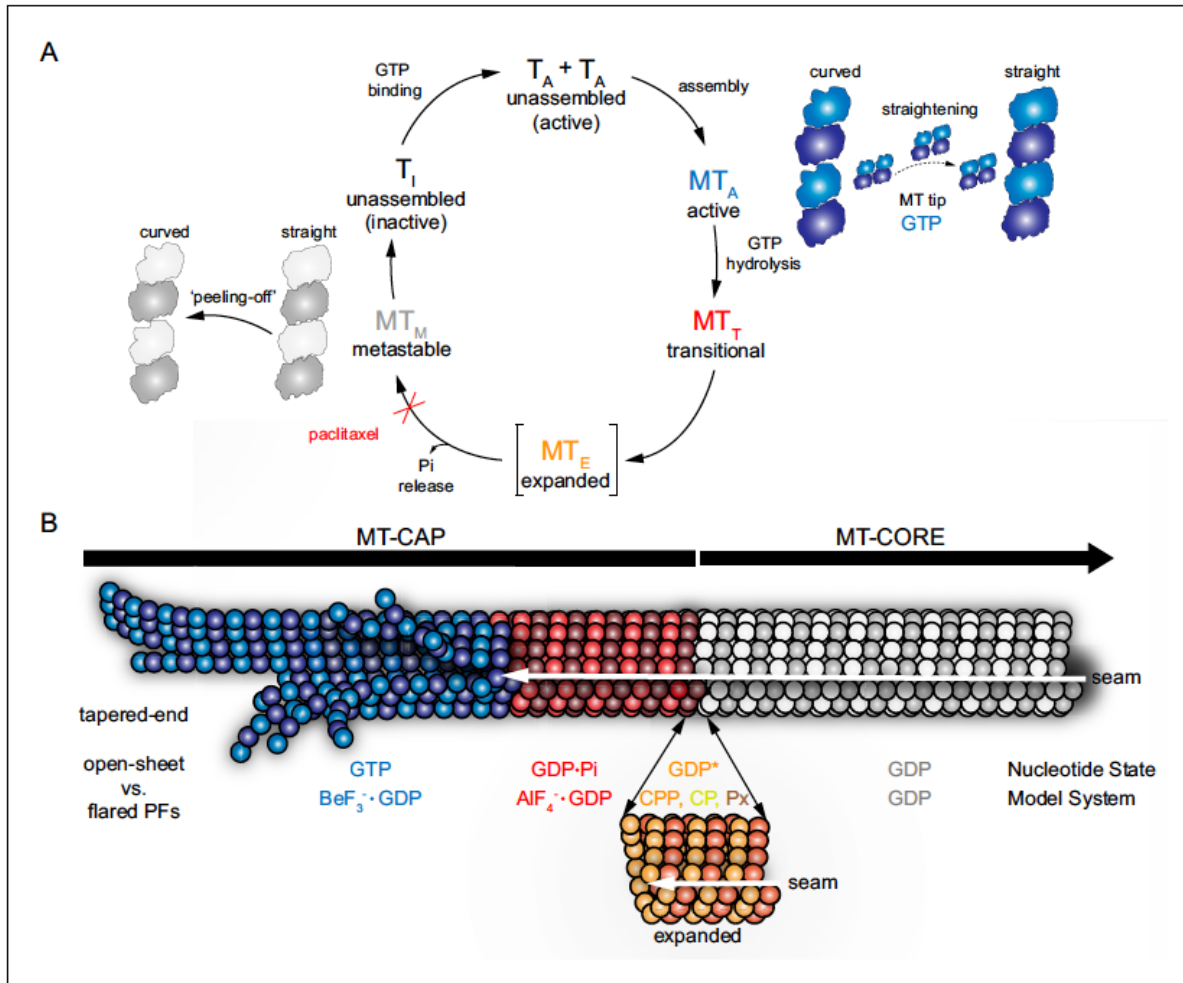 A
GTP
binding
T_A + T_A
unassembled
(active)
assembly
curved
straight
straightening
MT tip
GTP
MT_A
active
GTP
hydrolysis
T_I
unassembled
(inactive)
curved
straight
'peeling-off'
MT_M
metastable
MT_T
transitional
paclitaxel
Pi
release
MT_E
expanded
B
MT-CAP
MT-CORE
seam
tapered-end
open-sheet
vs.
flared PFs
GTP
GDP•Pi
GDP*
GDP
Nucleotide State
BeF₃⁻•GDP
AlF₄⁻•GDP
CPP, CP, Px
GDP
Model System
seam
expanded